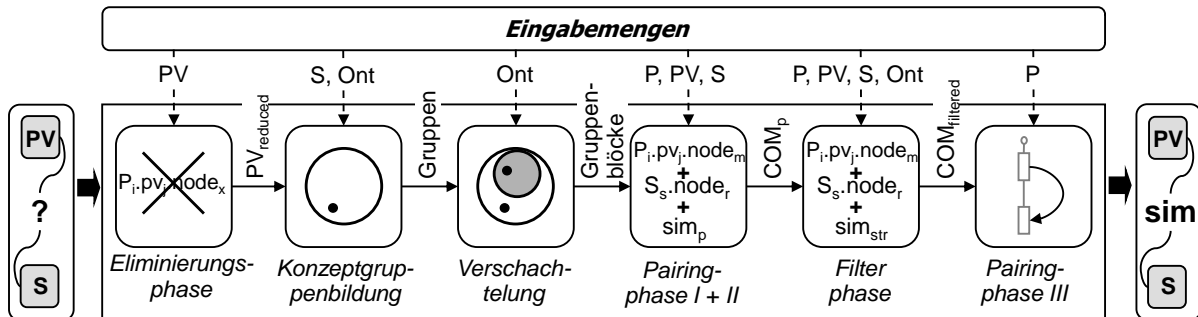 Eingabemengen
PV
S, Ont
Ont
P, PV, S
P, PV, S, Ont
P
PV
?
S
P_i.pv_j.node_x
PV_reduced
Gruppen
Gruppen-
blöcke
P_i.pv_j.node_m
+
S_s.node_r
+
sim_p
COM_p
P_i.pv_j.node_m
+
S_s.node_r
+
sim_str
COM_filtered
PV
sim
S
Eliminierungs-
phase
Konzeptgrup-
penbildung
Verschach-
telung
Pairing-
phase I + II
Filter
phase
Pairing-
phase III